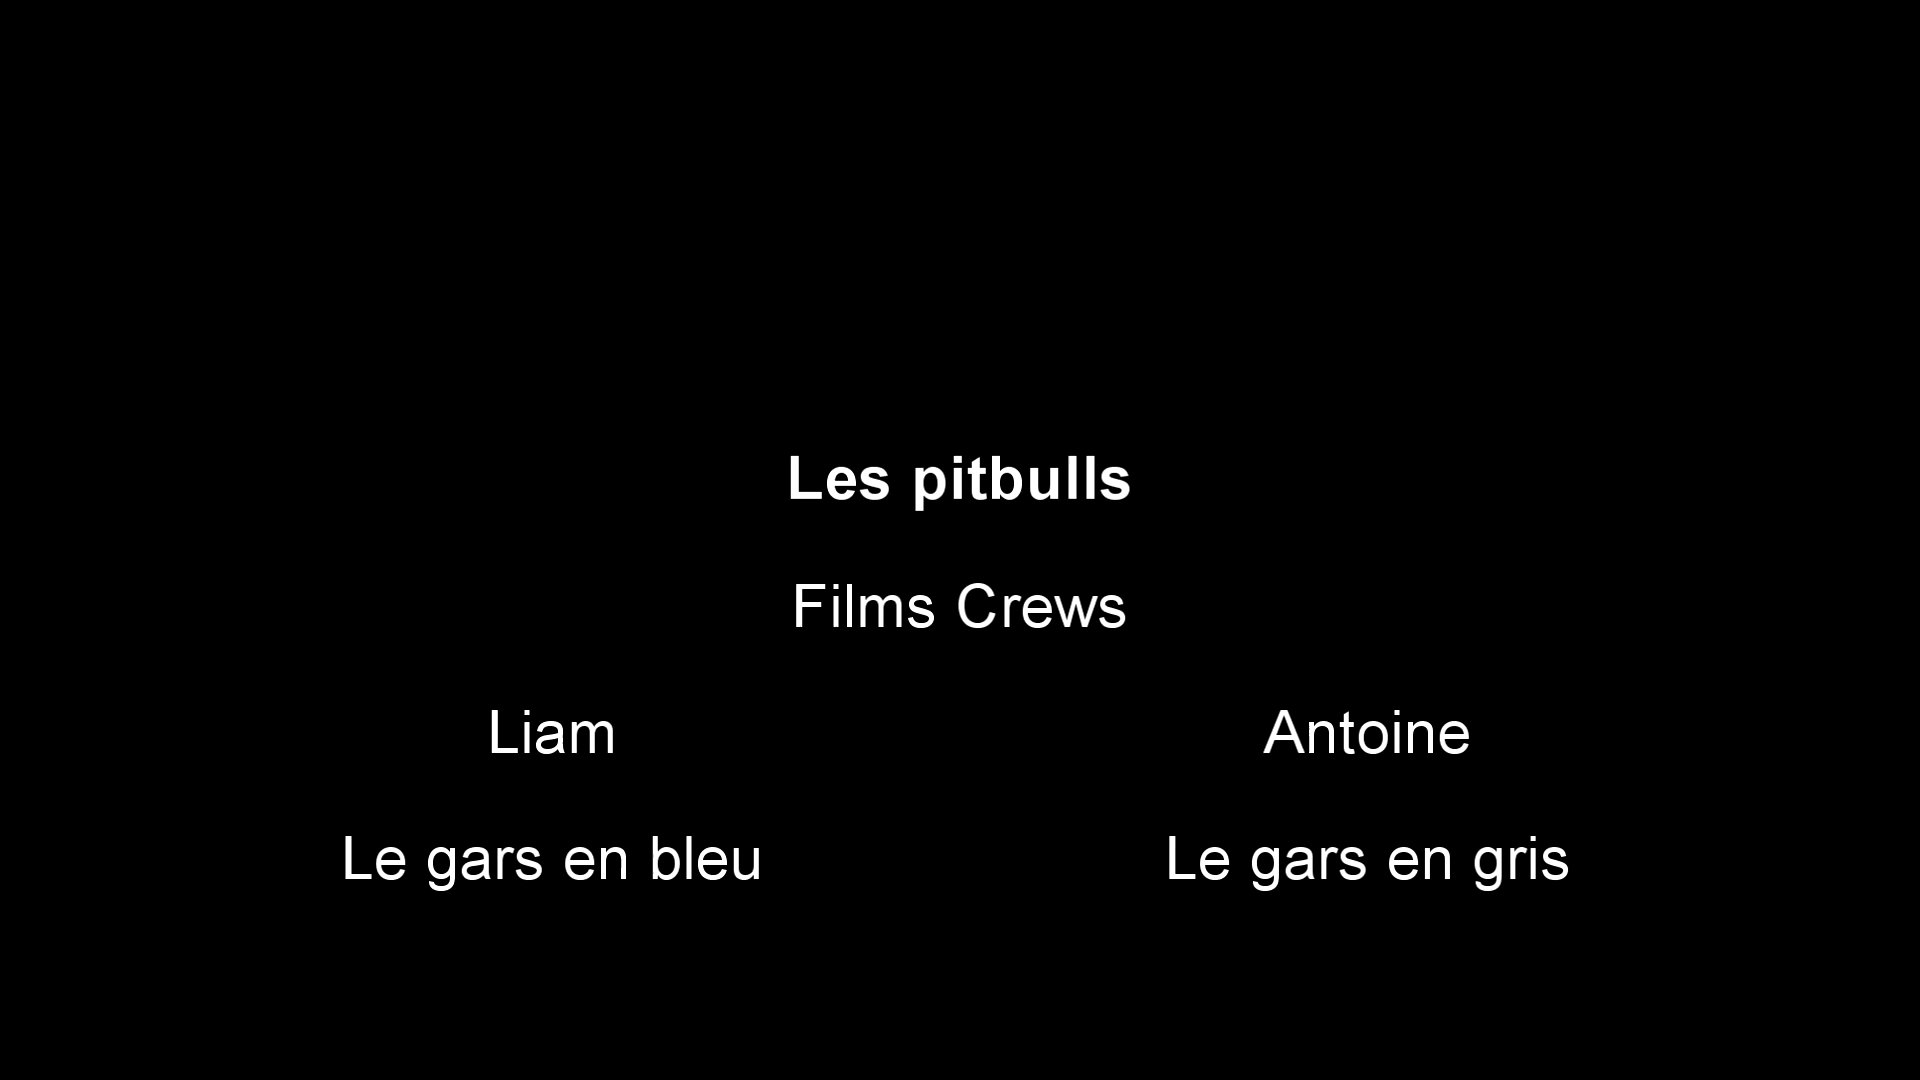 Les pitbulls
Films Crews
Liam
Antoine
Le gars en bleu
Le gars en gris